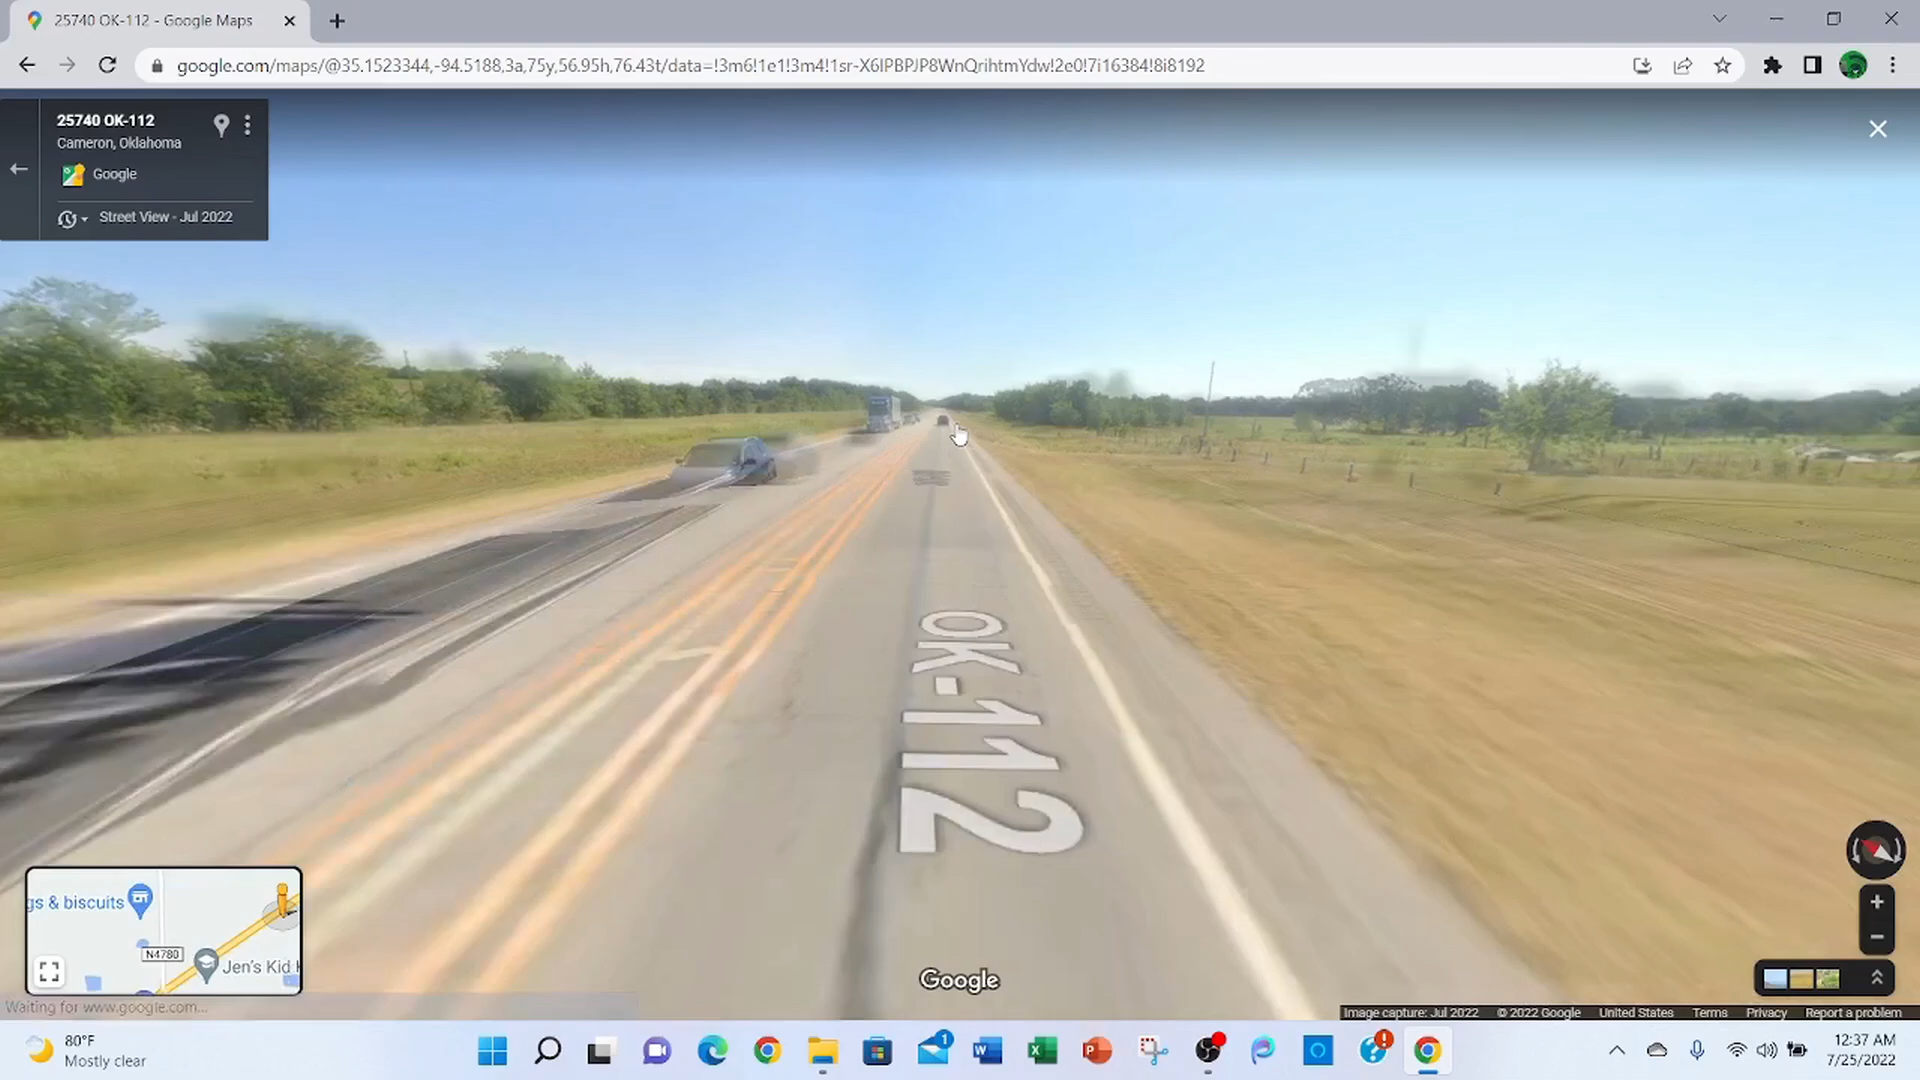 25740 OK-112 - Google Maps
google.com/maps/@35.1523344,-94.5188,3a,75y,56.95h,76.43t/data=!3m6!1e1!3m4!1sr-X6IPBPJP8WnQrihtmYdw!2e0!7i16384!8i8192
25740 OK-112
Cameron, Oklahoma
Google
Street View - Jul 2022
OK-112
gs & biscuits
N4780
Jen's Kid
Google
Waiting for www.google.com...
Image capture: Jul 2022 © 2022 Google United States Terms Privacy Report a problem
80°F
Mostly clear
1
12:37 AM
7/25/2022